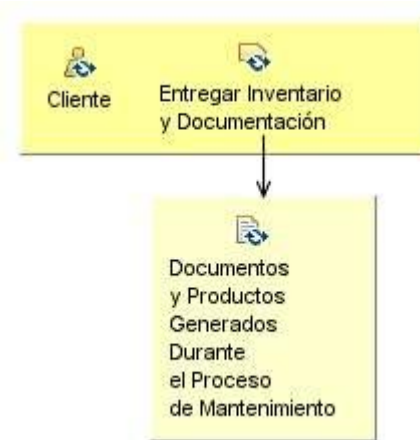 Cliente
Entregar Inventario
y Documentación
Documentos
y Productos
Generados
Durante
el Proceso
de Mantenimiento